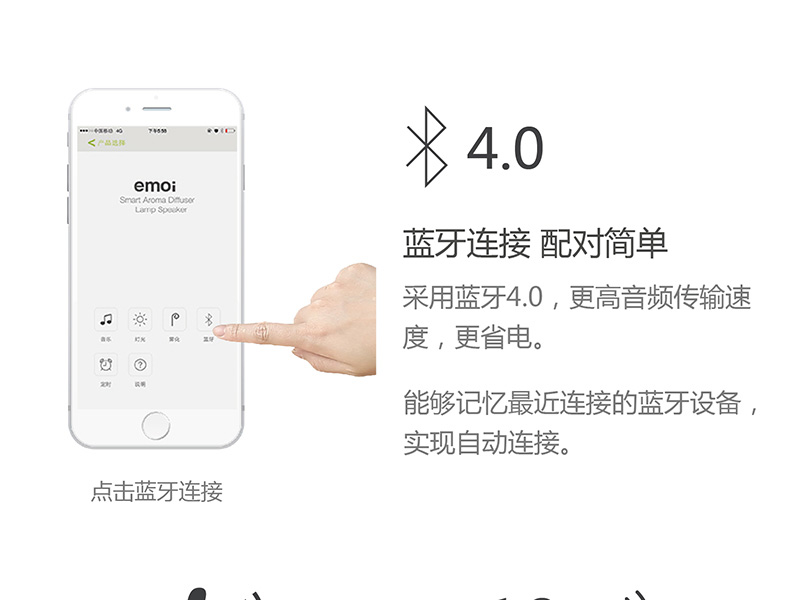 中国移动 4G 下午5:53
产品选择
emoi
Smart Aroma Diffuser
Lamp Speaker
音乐 灯光 雾化 蓝牙
定时 说明
点击蓝牙连接
4.0
蓝牙连接 配对简单
采用蓝牙4.0，更高音频传输速
度，更省电。
能够记忆最近连接的蓝牙设备，
实现自动连接。